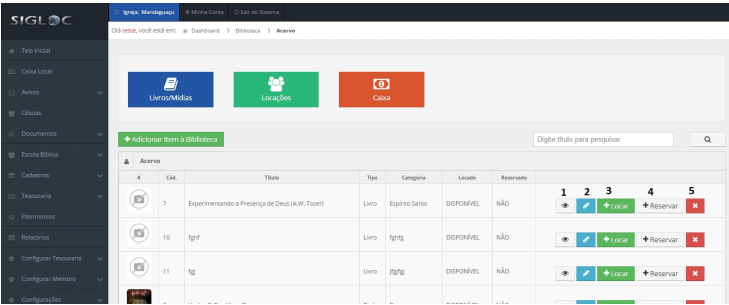 SIGLOC
Igreja: Mandaguaçu
Minha Conta
Sair do Sistema
Olá teste, você está em: Dashboard > Biblioteca > Acervo
Tela Inicial
Caixa Local
Avisos
Células
Documentos
Escola Bíblica
Cadastros
Tesouraria
Patrimonios
Relatórios
Configurar Tesouraria
Configurar Membro
Configurações
Livros/Mídias
Locações
Caixa
+ Adicionar Item à Biblioteca
Digite título para pesquisar
Acervo
# Cód. Título Tipo Categoria Locado Reservado
1 2 3 4 5
7 Experimentando a Presença de Deus (A.W. Tozer) Livro Espírito Santo DISPONÍVEL NÃO + Locar + Reservar
10 fghf Livro fghfg DISPONÍVEL NÃO + Locar + Reservar
11 fgj Livro jfgjfgj DISPONÍVEL NÃO + Locar + Reservar